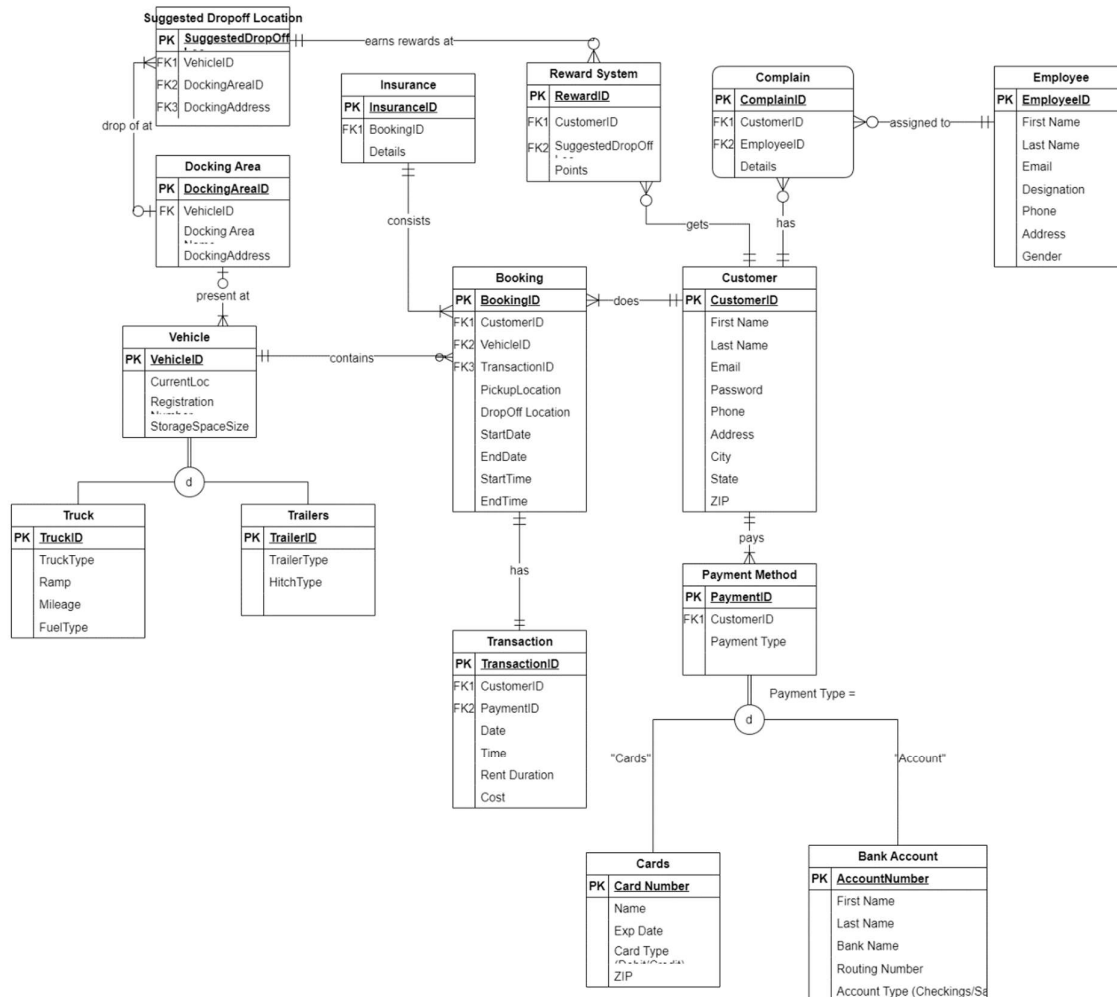 Suggested Dropoff Location
PK SuggestedDropOff
FK1 VehicleID
FK2 DockingAreaID
FK3 DockingAddress
earns rewards at
drop of at
Reward System
PK RewardID
FK1 CustomerID
FK2 SuggestedDropOff
Points
Complain
PK ComplainID
FK1 CustomerID
FK2 EmployeeID
Details
assigned to
Employee
PK EmployeeID
First Name
Last Name
Email
Designation
Phone
Address
Gender
Insurance
PK InsuranceID
FK1 BookingID
Details
consists
gets
has
Docking Area
PK DockingAreaID
FK VehicleID
Docking Area
DockingAddress
present at
Vehicle
PK VehicleID
CurrentLoc
Registration
StorageSpaceSize
contains
Booking
PK BookingID
FK1 CustomerID
FK2 VehicleID
FK3 TransactionID
PickupLocation
DropOff Location
StartDate
EndDate
StartTime
EndTime
does
Customer
PK CustomerID
First Name
Last Name
Email
Password
Phone
Address
City
State
ZIP
d
Truck
PK TruckID
TruckType
Ramp
Mileage
FuelType
Trailers
PK TrailerID
TrailerType
HitchType
has
pays
Payment Method
PK PaymentID
FK1 CustomerID
Payment Type
Transaction
PK TransactionID
FK1 CustomerID
FK2 PaymentID
Date
Time
Rent Duration
Cost
Payment Type =
d
"Cards"
"Account"
Cards
PK Card Number
Name
Exp Date
Card Type
(Debit/Credit)
ZIP
Bank Account
PK AccountNumber
First Name
Last Name
Bank Name
Routing Number
Account Type (Checkings/Sa